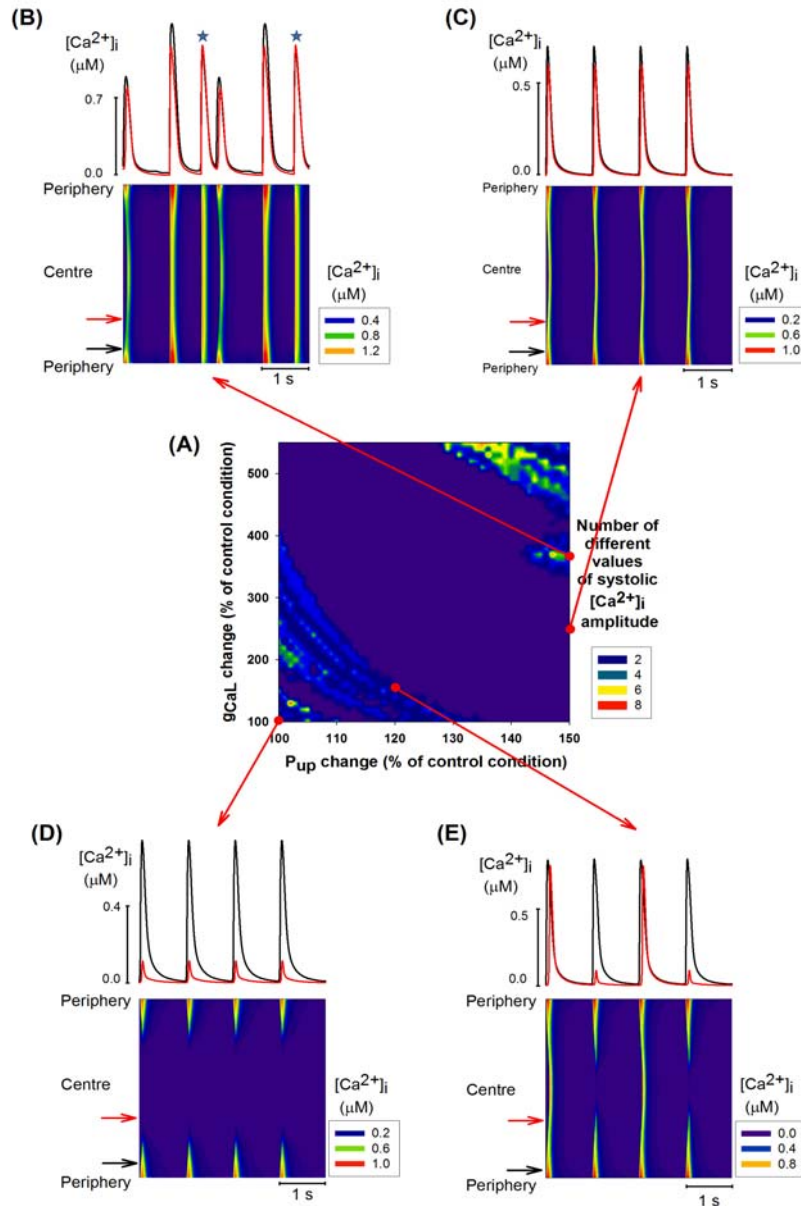 (B)
[Ca2+]i
(μM)
0.7
0.0
Periphery
Centre
Periphery
[Ca2+]i
(μM)
0.4
0.8
1.2
1 s
(C)
[Ca2+]i
(μM)
0.5
0.0
Periphery
Centre
Periphery
[Ca2+]i
(μM)
0.2
0.6
1.0
1 s
(A)
gCaL change (% of control condition)
500
400
300
200
100
100
110
120
130
140
150
Pup change (% of control condition)
Number of
different
values
of systolic
[Ca2+]i
amplitude
2
4
6
8
(D)
[Ca2+]i
(μM)
0.4
0.0
Periphery
Centre
Periphery
[Ca2+]i
(μM)
0.2
0.6
1.0
1 s
(E)
[Ca2+]i
(μM)
0.5
0.0
Periphery
Centre
Periphery
[Ca2+]i
(μM)
0.0
0.4
0.8
1 s